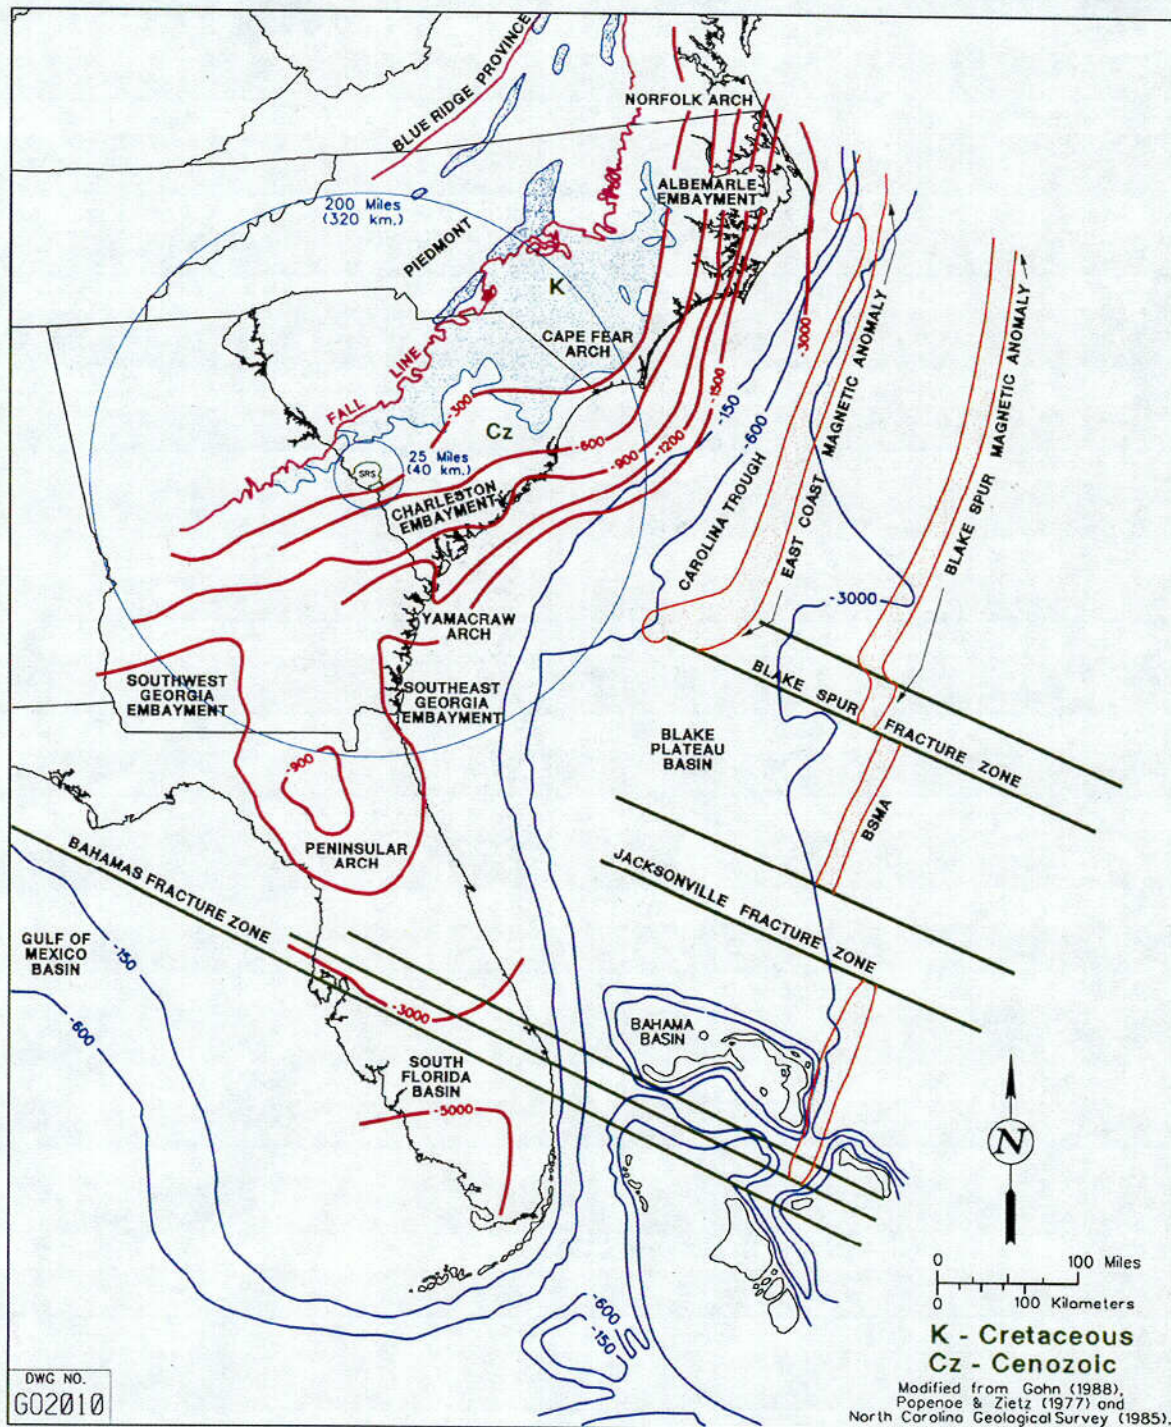 BLUE RIDGE PROVINCE
NORFOLK ARCH
ALBEMARLE
EMBAYMENT
200 Miles
(320 km.)
PIEDMONT
K
CAPE FEAR
ARCH
FALL LINE
-300
Cz
-600
-900
-1200
-1500
-3000
-150
-600
25 Miles
(40 km.)
SRS
CHARLESTON
EMBAYMENT
CAROLINA TROUGH
EAST COAST MAGNETIC ANOMALY
BLAKE SPUR MAGNETIC ANOMALY
-3000
YAMACRAW
ARCH
SOUTHWEST
GEORGIA
EMBAYMENT
SOUTHEAST
GEORGIA
EMBAYMENT
BLAKE SPUR FRACTURE ZONE
BLAKE
PLATEAU
BASIN
-900
BSMA
PENINSULAR
ARCH
BAHAMAS FRACTURE ZONE
JACKSONVILLE FRACTURE ZONE
GULF OF
MEXICO
BASIN
-150
-600
-3000
BAHAMA
BASIN
SOUTH
FLORIDA
BASIN
-5000
N
0 100 Miles
0 100 Kilometers
-600
-150
K - Cretaceous
Cz - Cenozoic
Modified from Gohn (1988),
Popenoe & Zietz (1977) and
North Carolina Geological Survey (1985)
DWG NO.
G02010